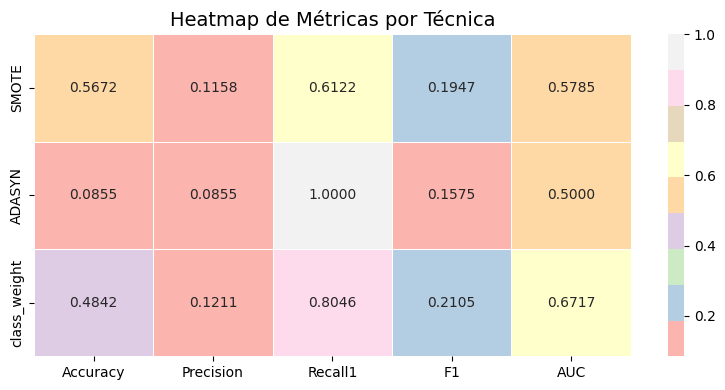 Heatmap de Métricas por Técnica
SMOTE
0.5672 0.1158 0.6122 0.1947 0.5785
ADASYN
0.0855 0.0855 1.0000 0.1575 0.5000
class_weight
0.4842 0.1211 0.8046 0.2105 0.6717
Accuracy Precision Recall1 F1 AUC
1.0
0.8
0.6
0.4
0.2